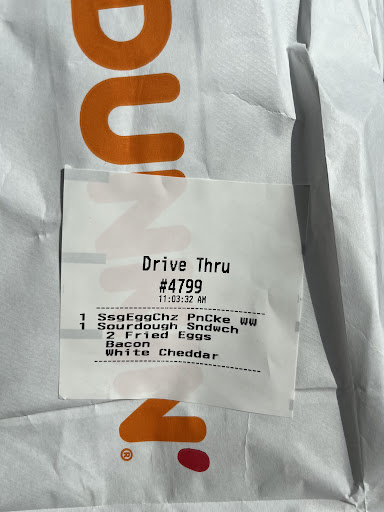 DUNKIN'
®
Drive Thru
#4799
11:03:32 AM
1 SsgEggChz PnCke WW
1 Sourdough Sndwch
2 Fried Eggs
Bacon
White Cheddar